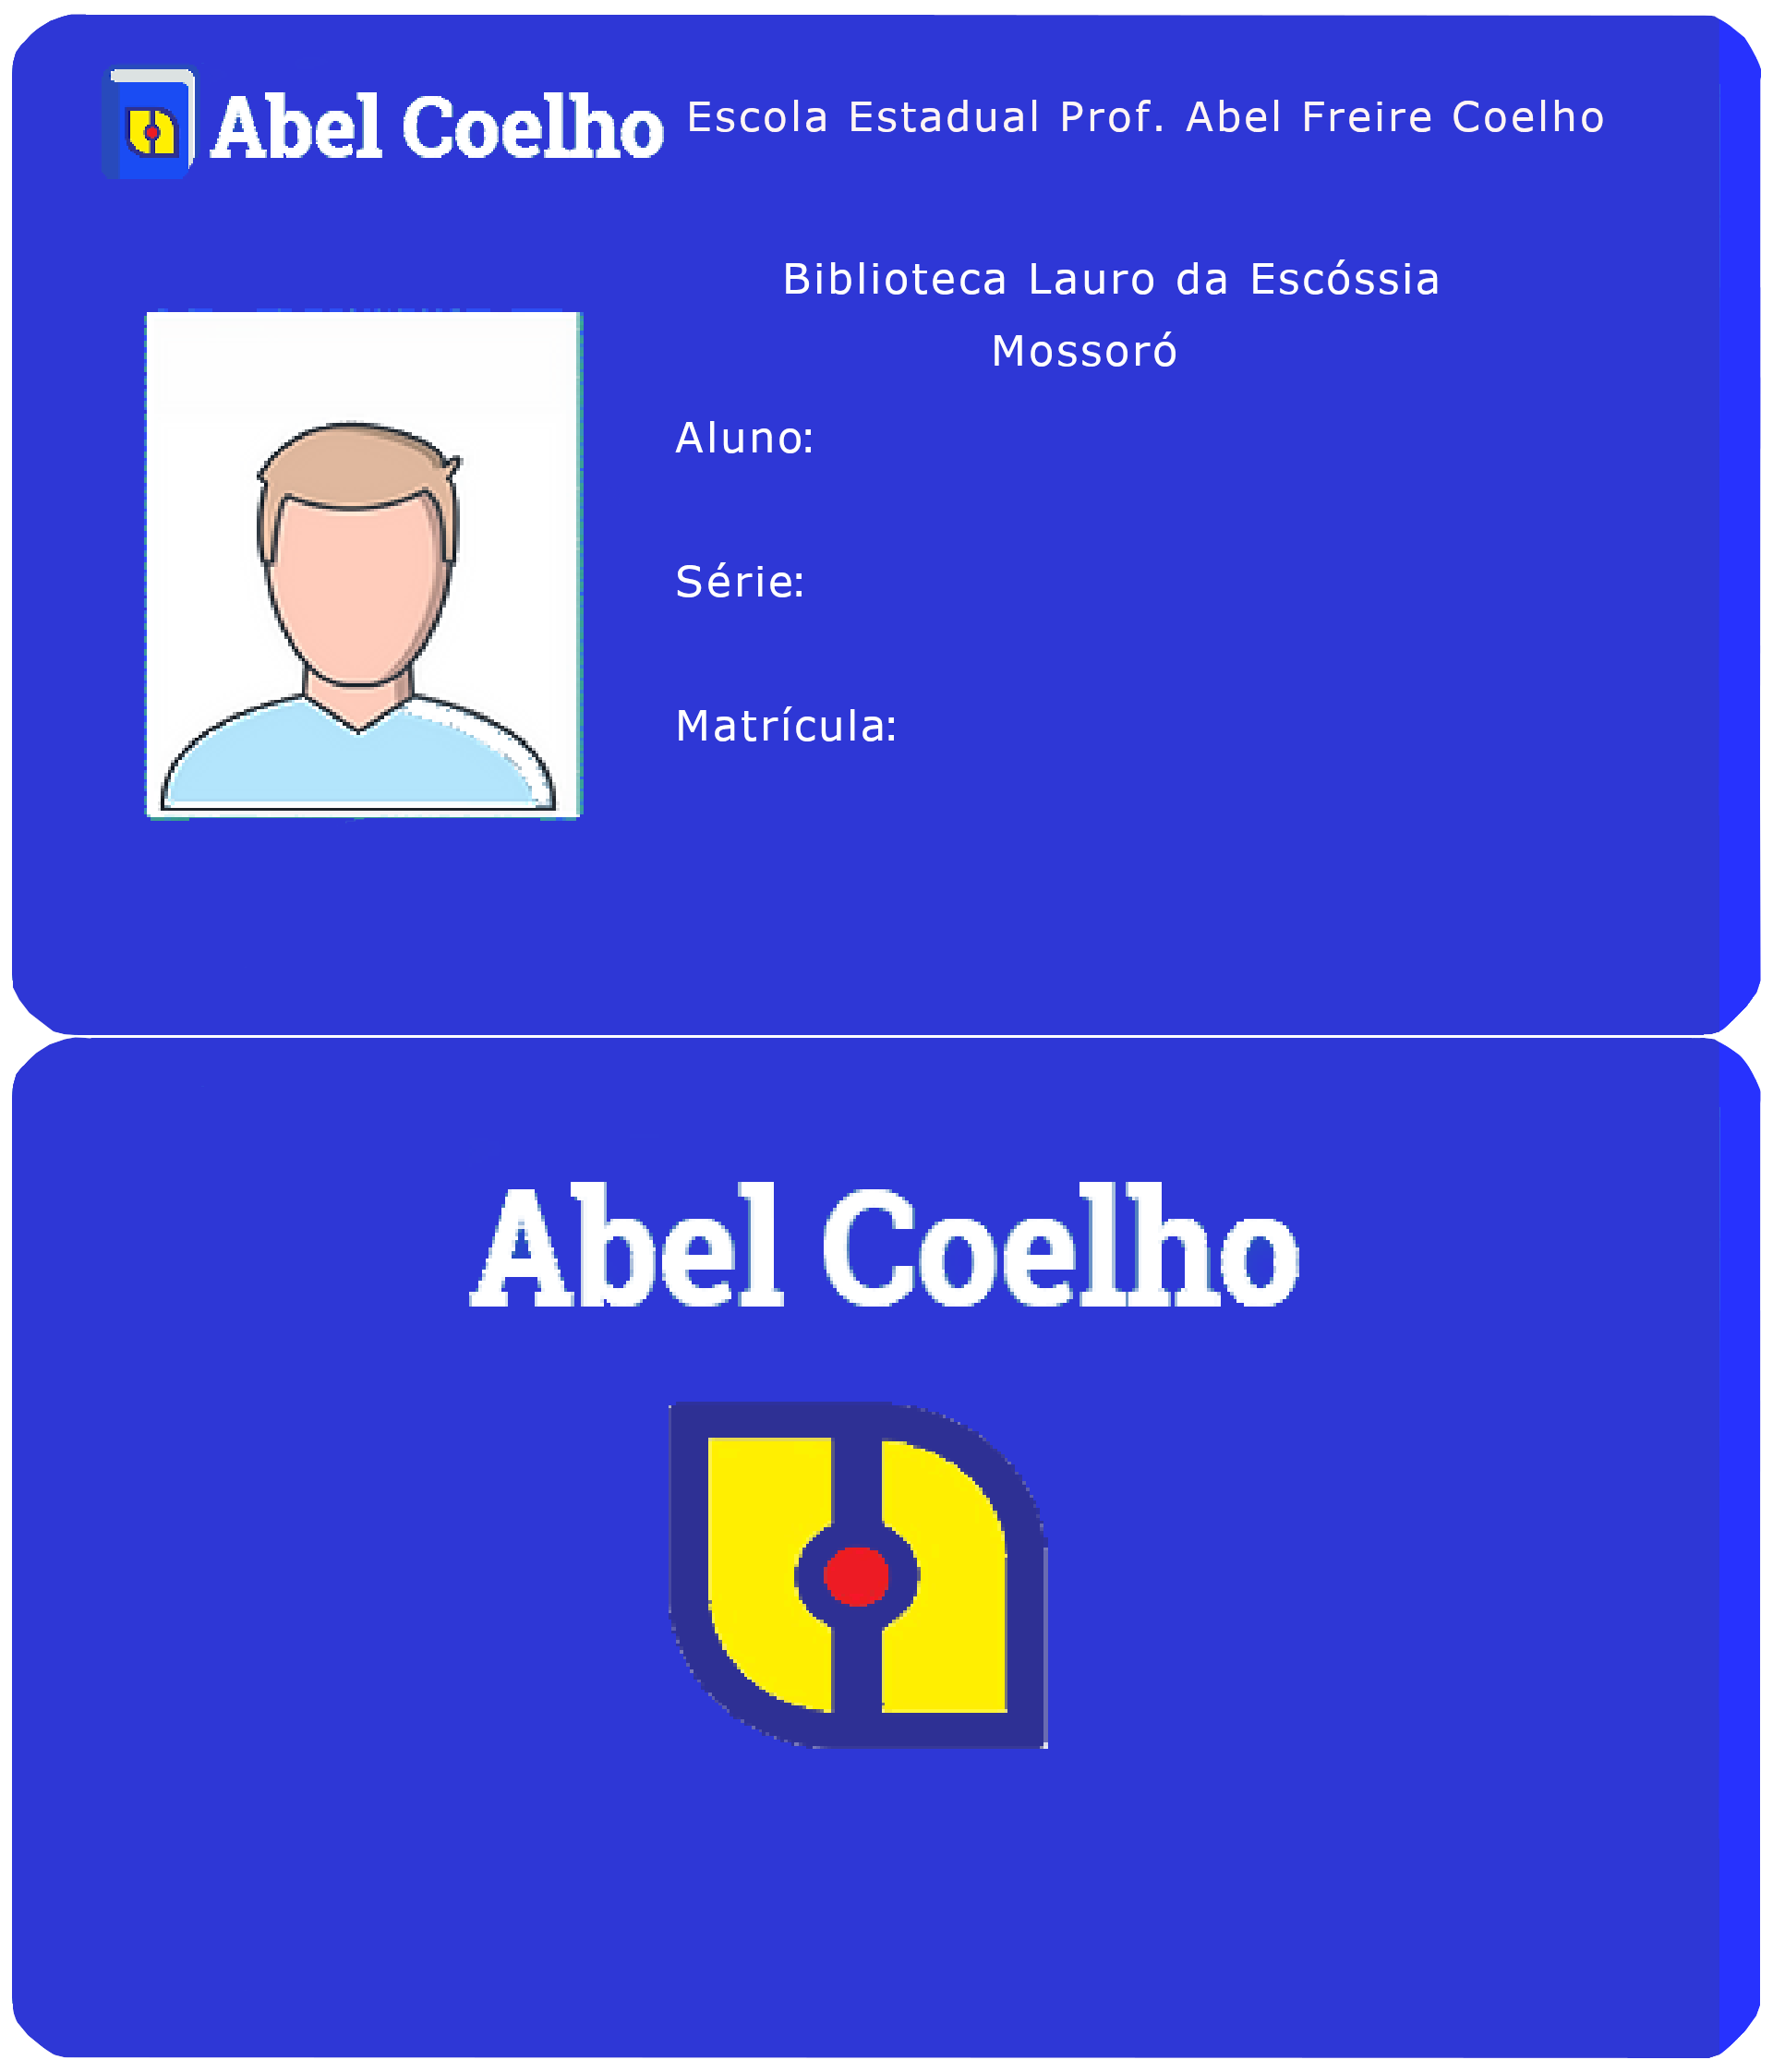 Abel Coelho Escola Estadual Prof. Abel Freire Coelho
Biblioteca Lauro da Escóssia
Mossoró
Aluno:
Série:
Matrícula:
Abel Coelho